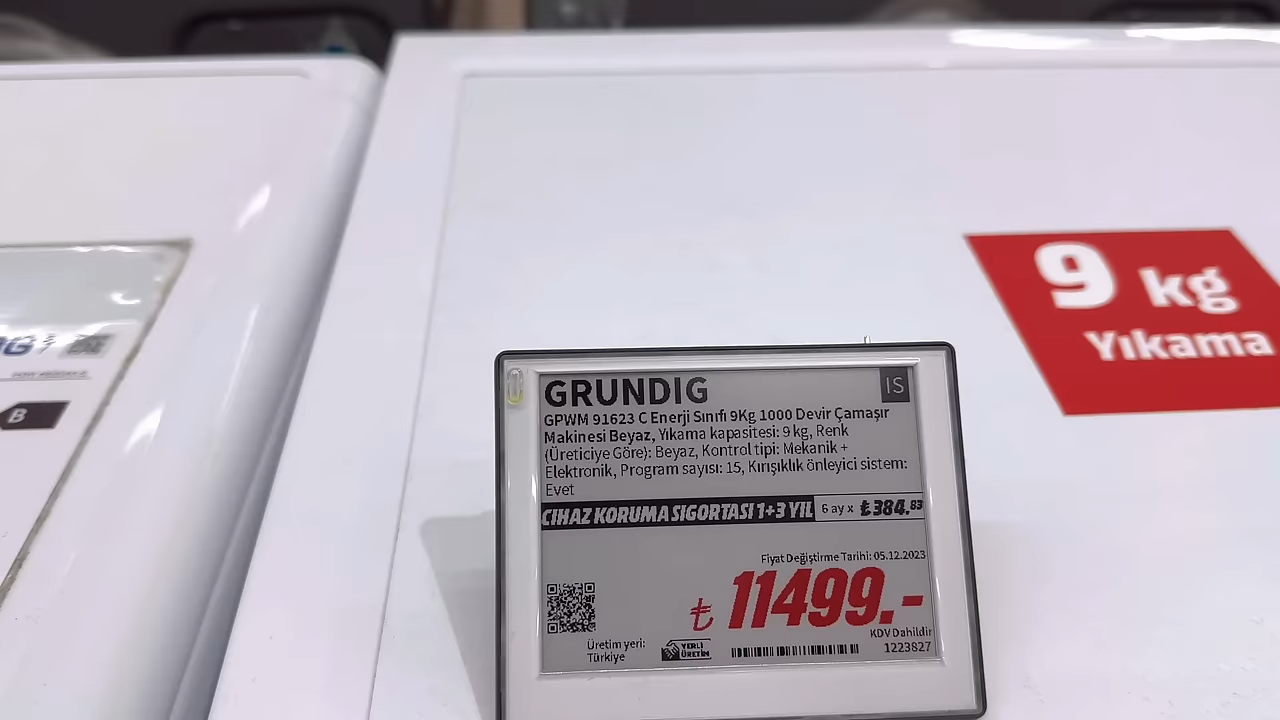 9 kg
Yıkama
B
GRUNDIG
IS
GPWM 91623 C Enerji Sınıfı 9Kg 1000 Devir Çamaşır
Makinesi Beyaz, Yıkama kapasitesi: 9 kg, Renk
(Üreticiye Göre): Beyaz, Kontrol tipi: Mekanik +
Elektronik, Program sayısı: 15, Kırışıklık önleyici sistem:
Evet
CIHAZ KORUMA SIGORTASI 1+3 YIL 6 ay x ₺384.83
Fiyat Değiştirme Tarihi: 05.12.2023
₺ 11499.-
KDV Dahildir
Üretim yeri:
Türkiye
YERLİ
ÜRETİM
1223827